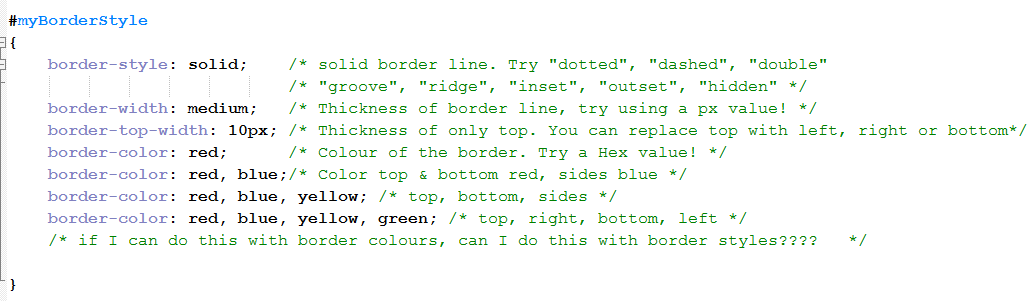 #myBorderStyle
{
border-style: solid; /* solid border line. Try "dotted", "dashed", "double"
/* "groove", "ridge", "inset", "outset", "hidden" */
border-width: medium; /* Thickness of border line, try using a px value! */
border-top-width: 10px; /* Thickness of only top. You can replace top with left, right or bottom*/
border-color: red; /* Colour of the border. Try a Hex value! */
border-color: red, blue;/* Color top & bottom red, sides blue */
border-color: red, blue, yellow; /* top, bottom, sides */
border-color: red, blue, yellow, green; /* top, right, bottom, left */
/* if I can do this with border colours, can I do this with border styles???? */
}